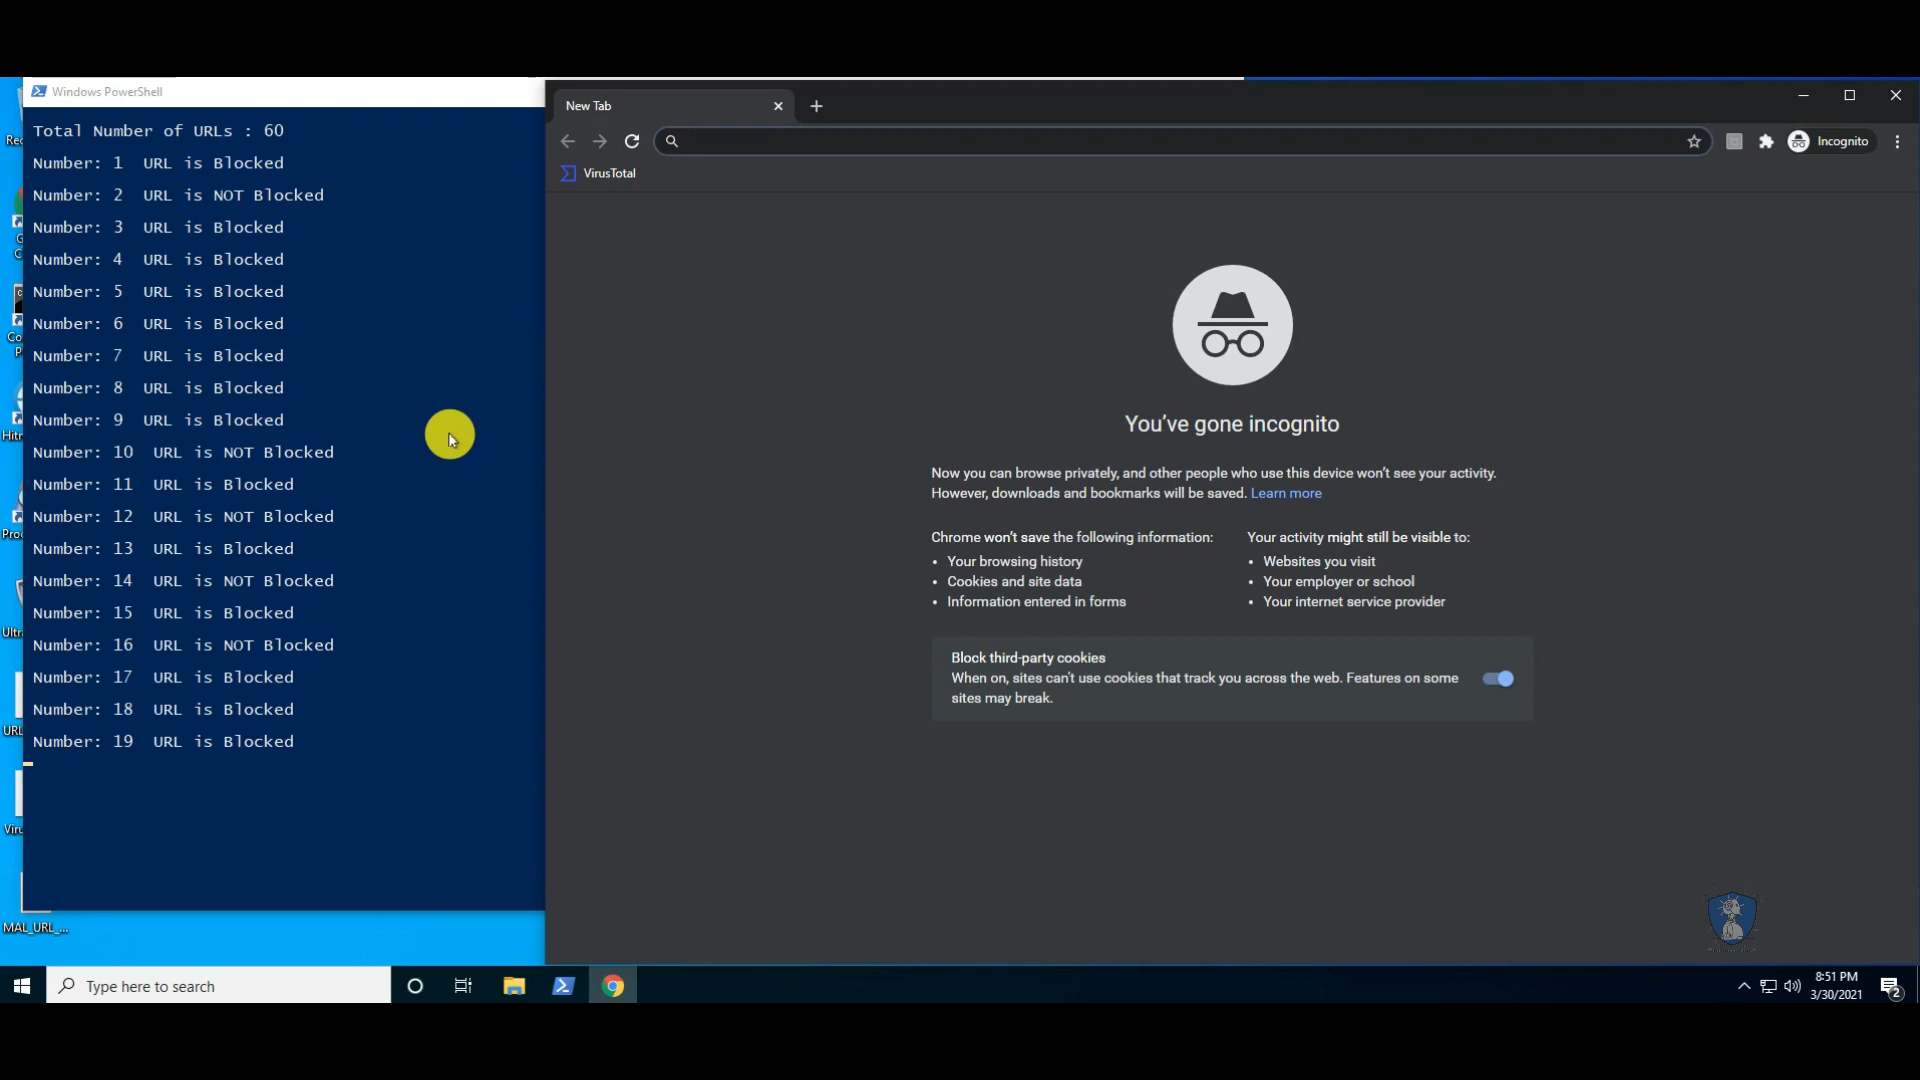 Windows PowerShell
Total Number of URLs : 60
Number: 1  URL is Blocked
Number: 2  URL is NOT Blocked
Number: 3  URL is Blocked
Number: 4  URL is Blocked
Number: 5  URL is Blocked
Number: 6  URL is Blocked
Number: 7  URL is Blocked
Number: 8  URL is Blocked
Number: 9  URL is Blocked
Number: 10  URL is NOT Blocked
Number: 11  URL is Blocked
Number: 12  URL is NOT Blocked
Number: 13  URL is Blocked
Number: 14  URL is NOT Blocked
Number: 15  URL is Blocked
Number: 16  URL is NOT Blocked
Number: 17  URL is Blocked
Number: 18  URL is Blocked
Number: 19  URL is Blocked
MAL_URL_...
New Tab
Incognito
VirusTotal
You've gone incognito
Now you can browse privately, and other people who use this device won't see your activity.
However, downloads and bookmarks will be saved. Learn more
Chrome won't save the following information:
• Your browsing history
• Cookies and site data
• Information entered in forms
Your activity might still be visible to:
• Websites you visit
• Your employer or school
• Your internet service provider
Block third-party cookies
When on, sites can't use cookies that track you across the web. Features on some
sites may break.
Type here to search
8:51 PM
3/30/2021
2